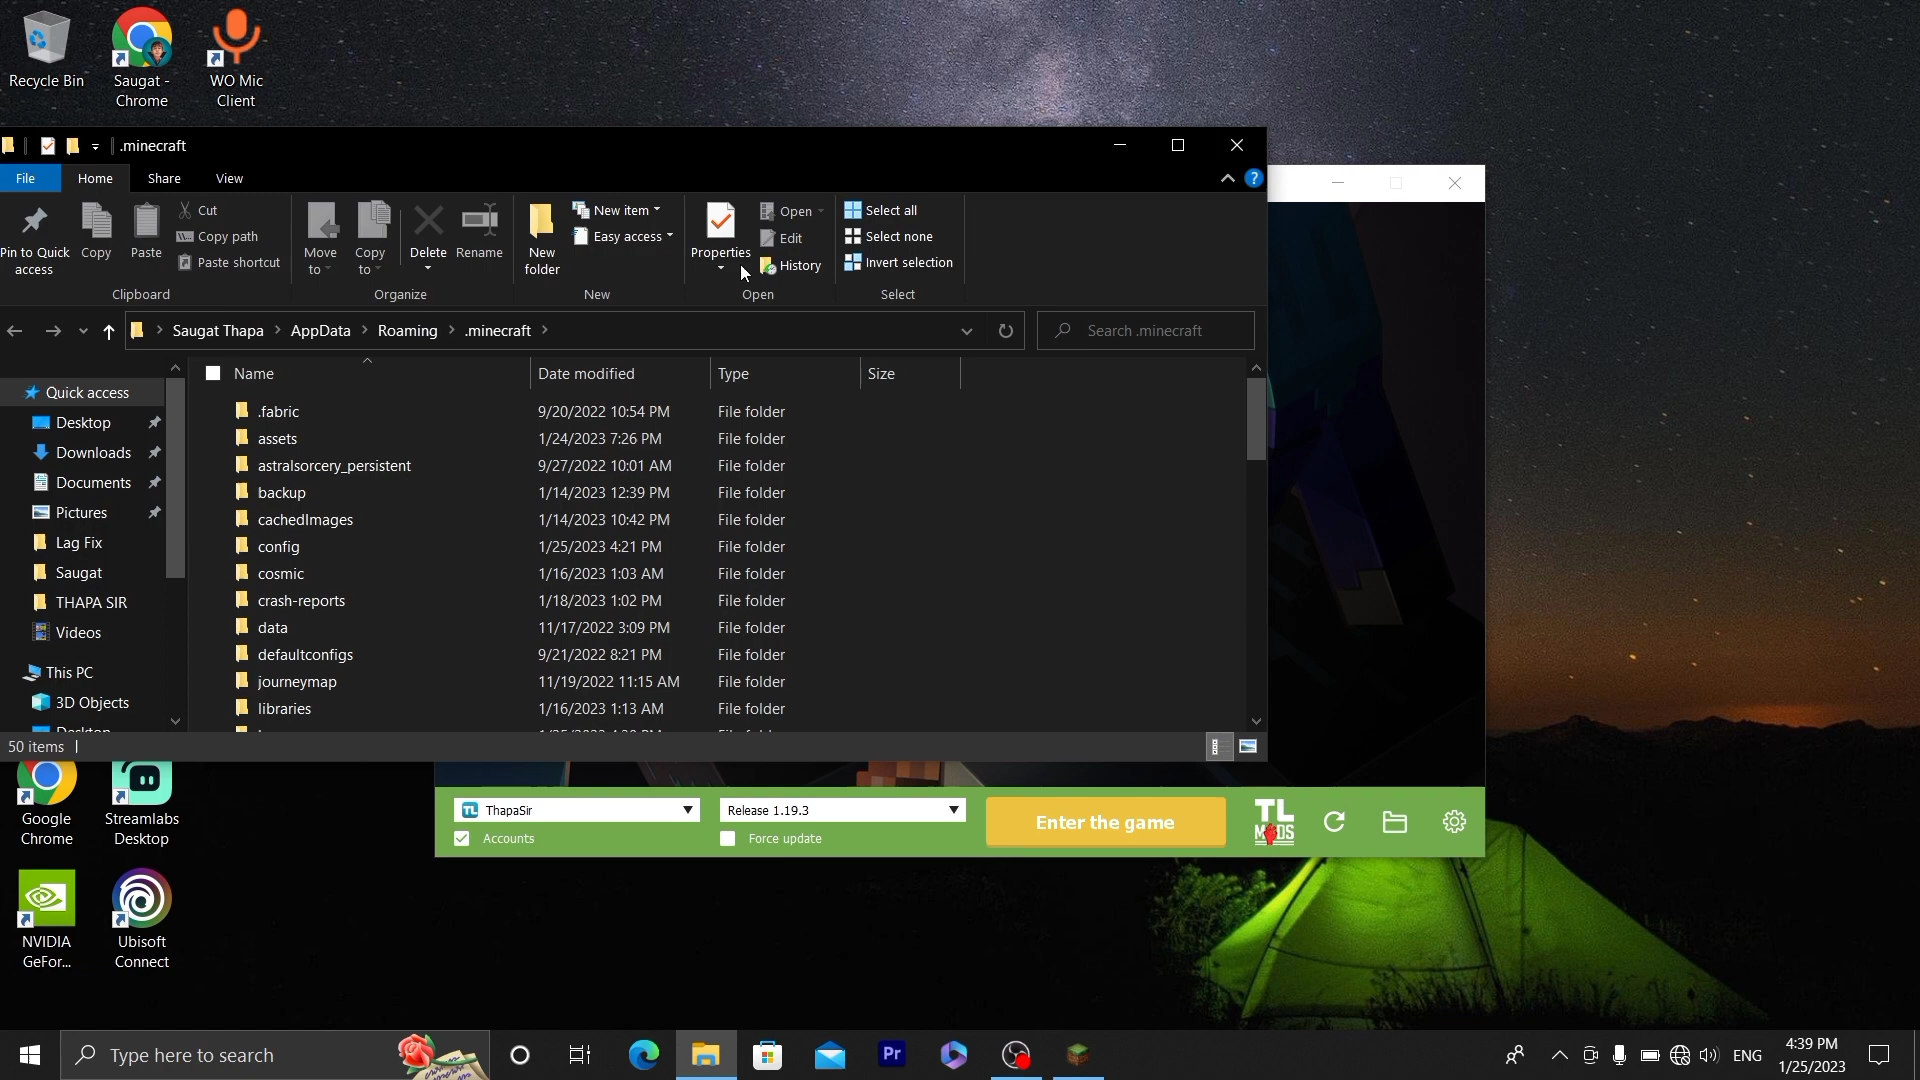 Recycle Bin
Saugat -
Chrome
WO Mic
Client
.minecraft
File
Home
Share
View
Pin to Quick
access
Copy
Paste
Cut
Copy path
Paste shortcut
Clipboard
Move
to
Copy
to
Delete
Rename
Organize
New
folder
New item
Easy access
New
Properties
Open
Edit
History
Open
Select all
Select none
Invert selection
Select
Saugat Thapa
AppData
Roaming
.minecraft
Search .minecraft
Quick access
Desktop
Downloads
Documents
Pictures
Lag Fix
Saugat
THAPA SIR
Videos
This PC
3D Objects
Desktop
Name Date modified Type Size
.fabric 9/20/2022 10:54 PM File folder
assets 1/24/2023 7:26 PM File folder
astralsorcery_persistent 9/27/2022 10:01 AM File folder
backup 1/14/2023 12:39 PM File folder
cachedImages 1/14/2023 10:42 PM File folder
config 1/25/2023 4:21 PM File folder
cosmic 1/16/2023 1:03 AM File folder
crash-reports 1/18/2023 1:02 PM File folder
data 11/17/2022 3:09 PM File folder
defaultconfigs 9/21/2022 8:21 PM File folder
journeymap 11/19/2022 11:15 AM File folder
libraries 1/16/2023 1:13 AM File folder
50 items
Google
Chrome
Streamlabs
Desktop
NVIDIA
GeFor...
Ubisoft
Connect
TL ThapaSir
Accounts
Release 1.19.3
Force update
Enter the game
TL
MODS
Type here to search
Pr
ENG
4:39 PM
1/25/2023